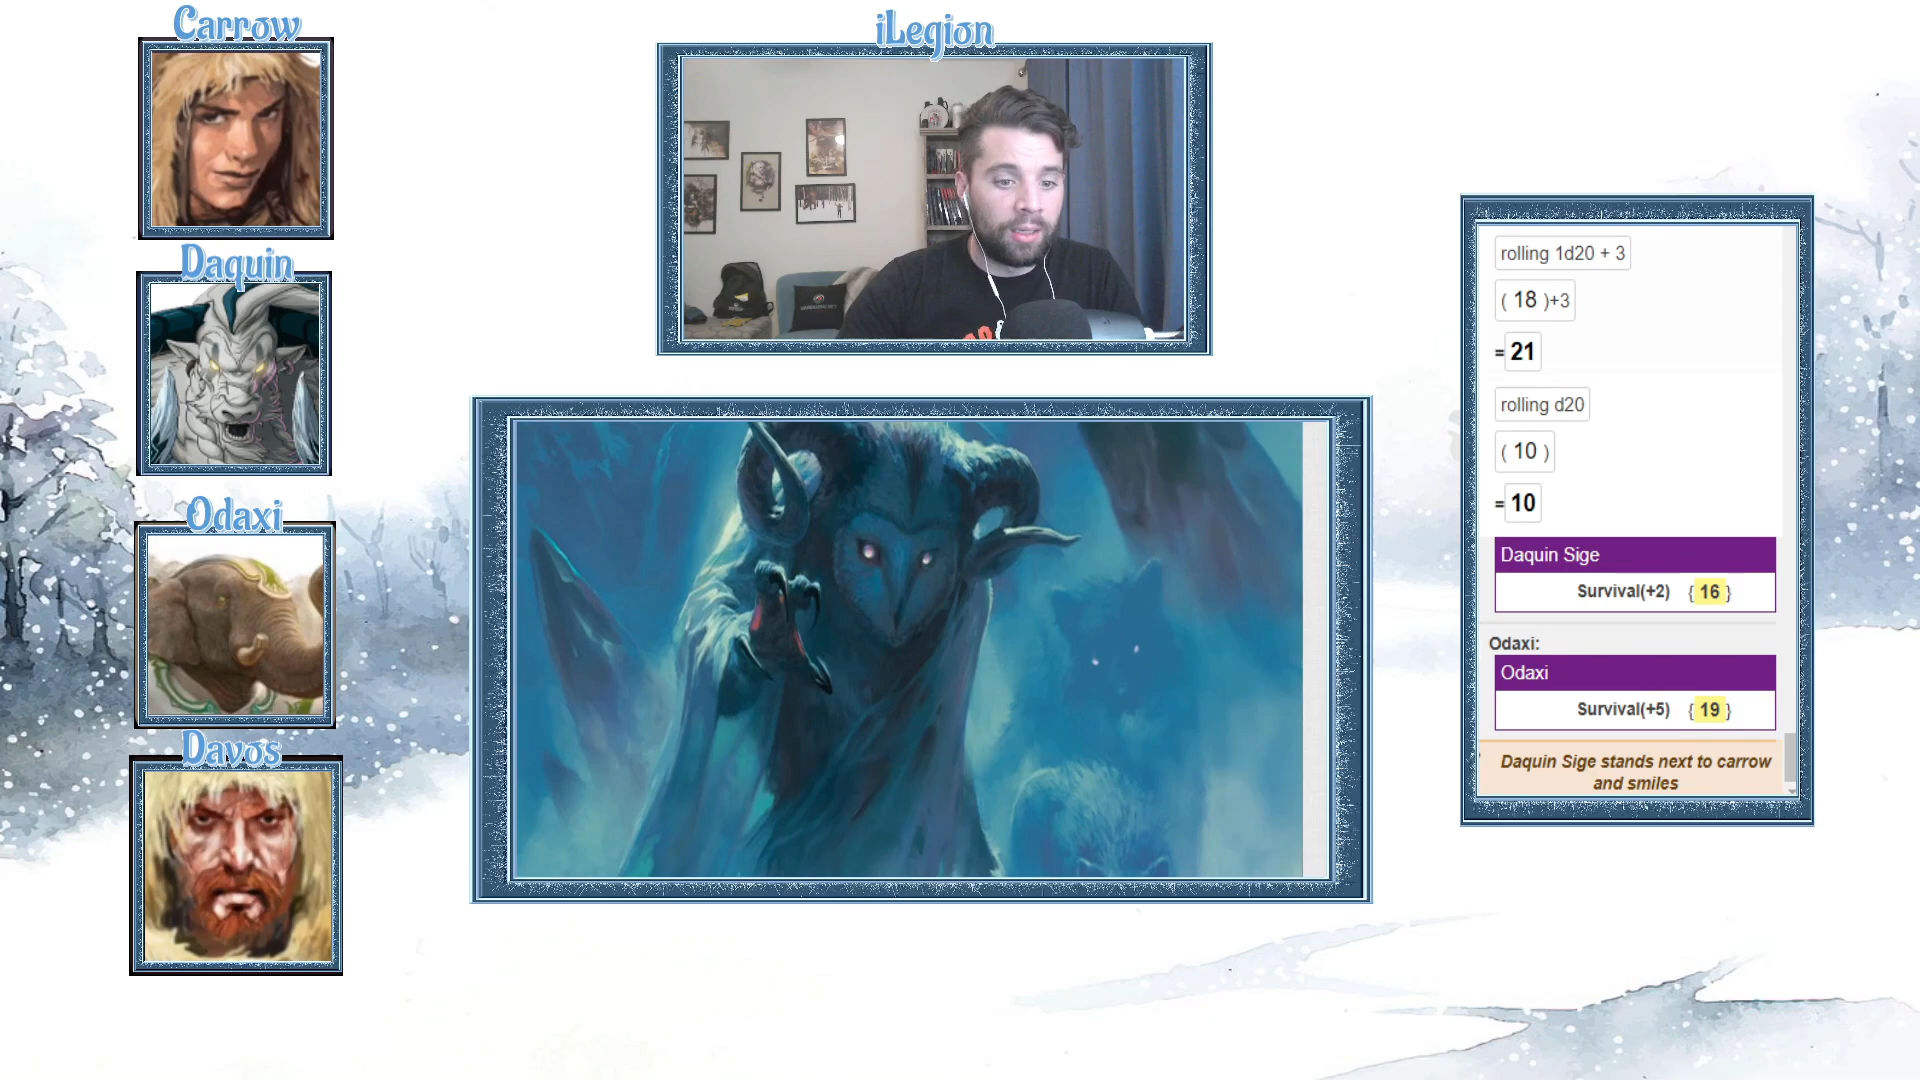 Carrow
iLegion
Daquin
Odaxi
Davos
rolling 1d20 + 3
( 18 )+3
=21
rolling d20
( 10 )
=10
Daquin Sige
Survival(+2) {16}
Odaxi:
Odaxi
Survival(+5) {19}
Daquin Sige stands next to carrow
and smiles